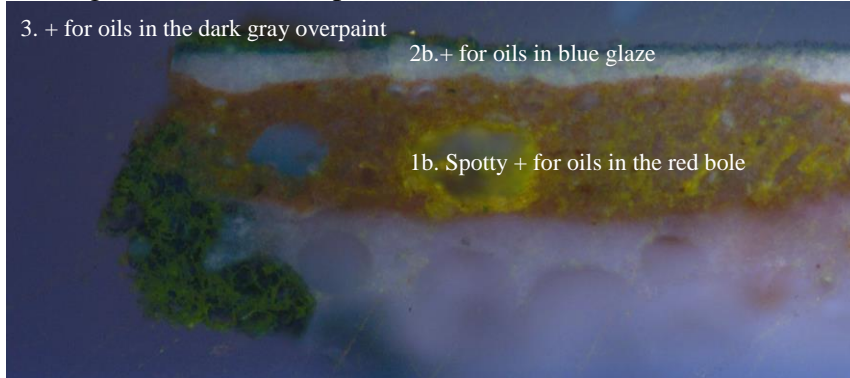 3. + for oils in the dark gray overpaint
2b.+ for oils in blue glaze
1b. Spotty + for oils in the red bole